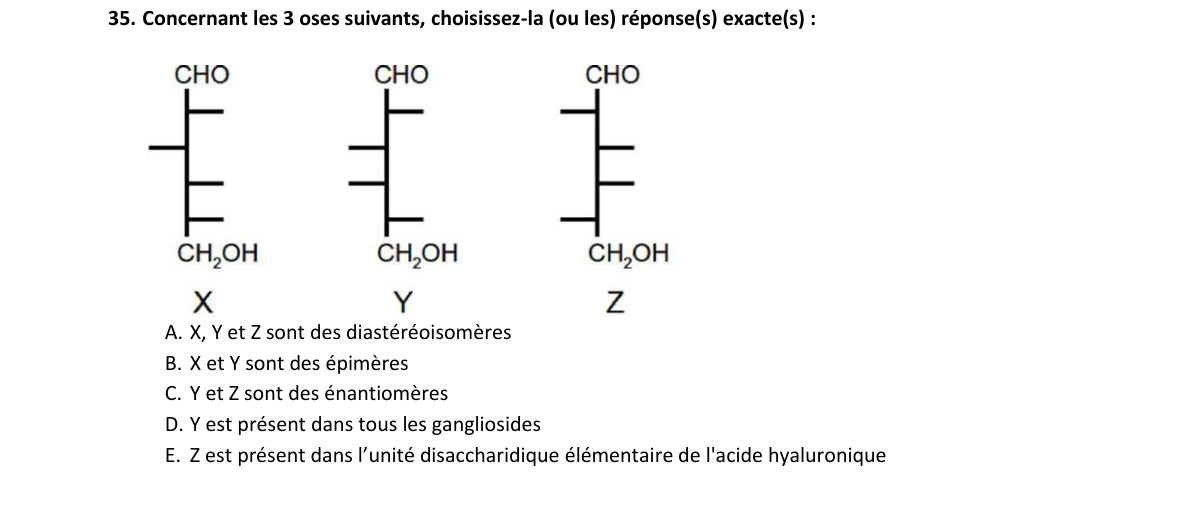 35. Concernant les 3 oses suivants, choisissez-la (ou les) réponse(s) exacte(s) :
CHO CHO CHO
CH₂OH CH₂OH CH₂OH
X Y Z
A. X, Y et Z sont des diastéréoisomères
B. X et Y sont des épimères
C. Y et Z sont des énantiomères
D. Y est présent dans tous les gangliosides
E. Z est présent dans l’unité disaccharidique élémentaire de l'acide hyaluronique